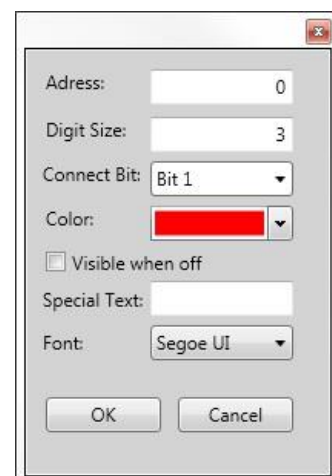 Adress: 0
Digit Size: 3
Connect Bit: Bit 1
Color:
Visible when off
Special Text:
Font: Segoe UI
OK Cancel